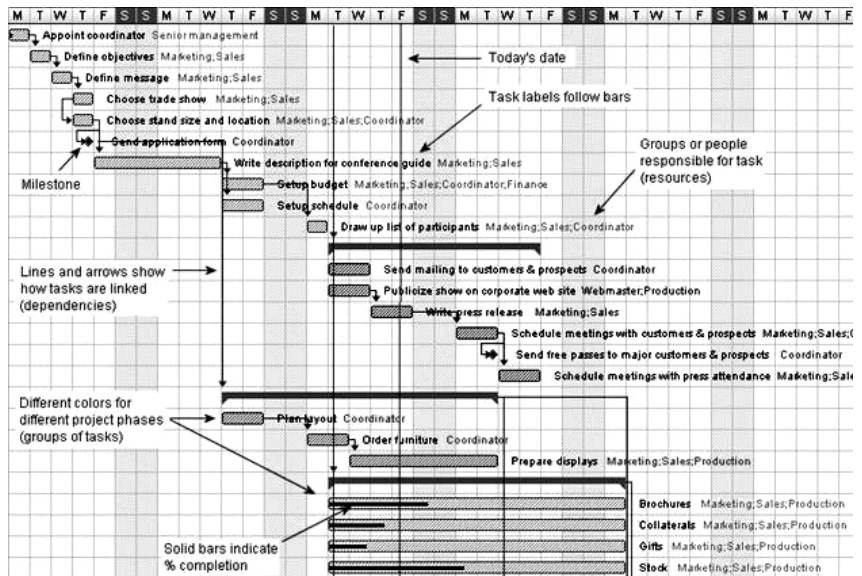 M T W T F S S M T W T F S S M T W T F S S M T W T F S S M T W T F S S M T W T F
Appoint coordinator Senior management
Define objectives Marketing;Sales
Today's date
Define message Marketing;Sales
Choose trade show Marketing;Sales
Task labels follow bars
Choose stand size and location Marketing;Sales;Coordinator
Send application form Coordinator
Groups or people
responsible for task
(resources)
Write description for conference guide Marketing;Sales
Milestone
Setup budget Marketing;Sales;Coordinator;Finance
Setup schedule Coordinator
Draw up list of participants Marketing;Sales;Coordinator
Lines and arrows show
how tasks are linked
(dependencies)
Send mailing to customers & prospects Coordinator
Publicize show on corporate web site Webmaster;Production
Write press release Marketing;Sales
Schedule meetings with customers & prospects Marketing;Sales;C
Send free passes to major customers & prospects Coordinator
Schedule meetings with press attendance Marketing;Sale
Different colors for
different project phases
(groups of tasks)
Plan layout Coordinator
Order furniture Coordinator
Prepare displays Marketing;Sales;Production
Brochures Marketing;Sales;Production
Collaterals Marketing;Sales;Production
Solid bars indicate
% completion
Gifts Marketing;Sales;Production
Stock Marketing;Sales;Production